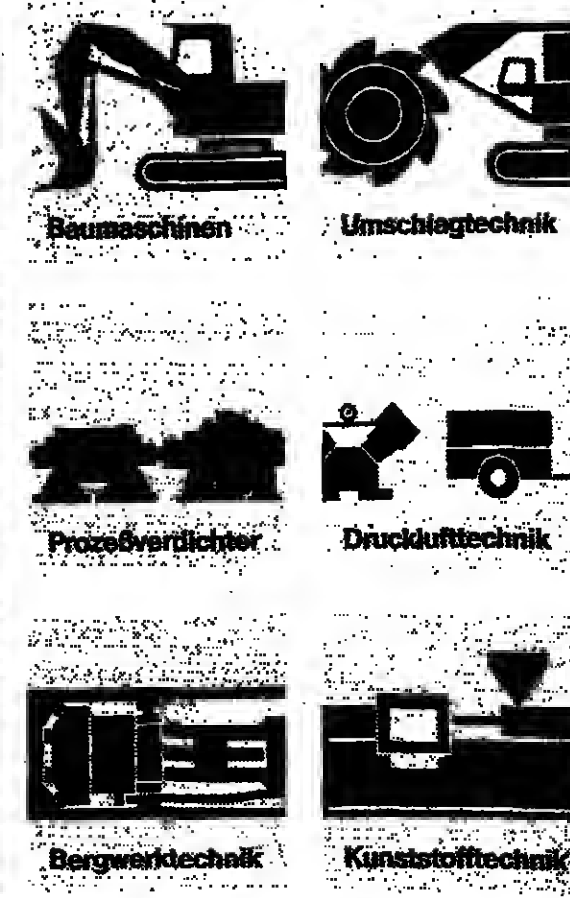 Baumaschinen
Umschlagtechnik
Prozeßverdichter
Drucklufttechnik
Bergwerktechnik
Kunststofftechnik